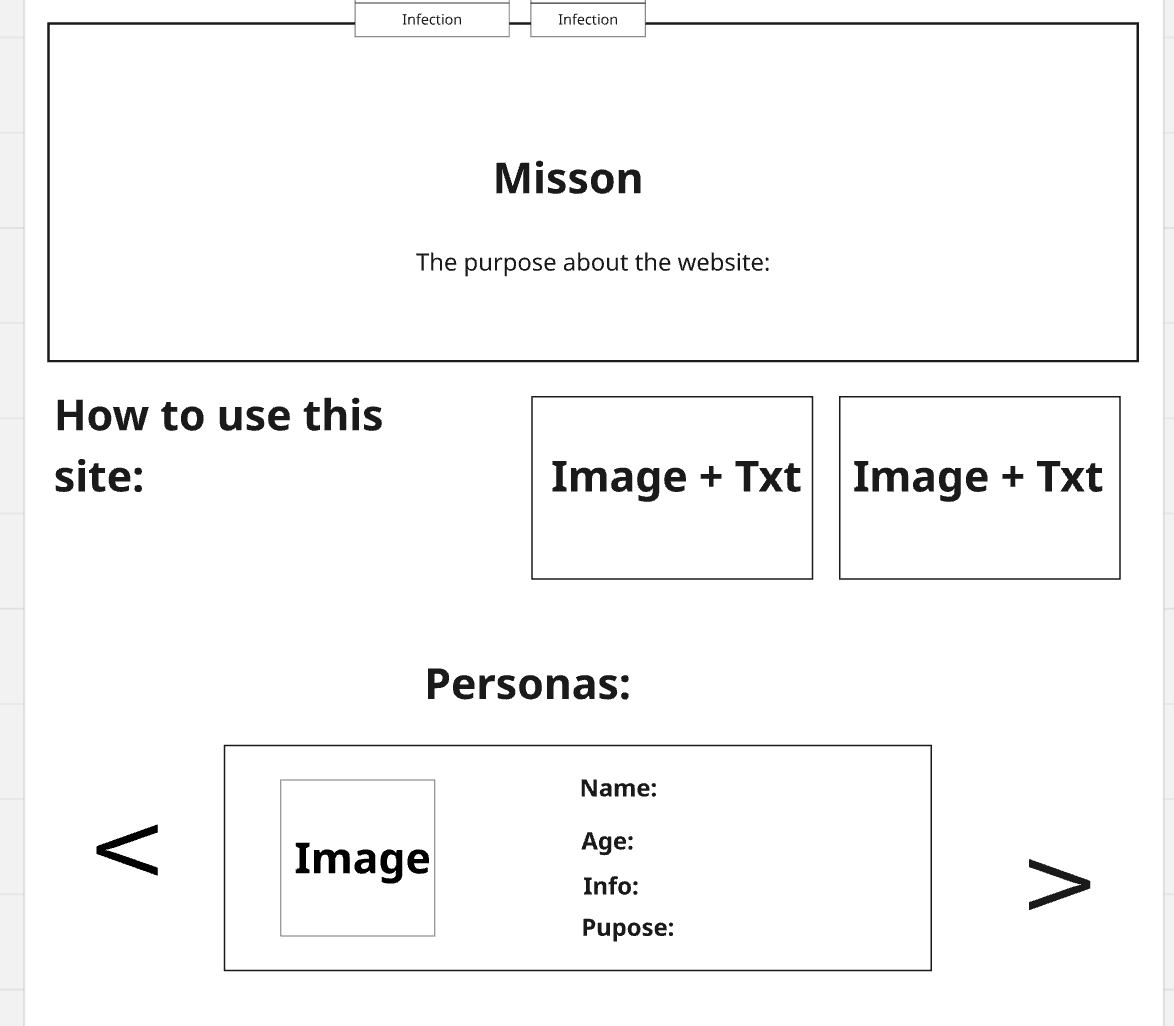 Infection Infection
Misson
The purpose about the website:
How to use this
site:
Image + Txt Image + Txt
Personas:
Name:
Age:
Image
Info:
Pupose:
< >